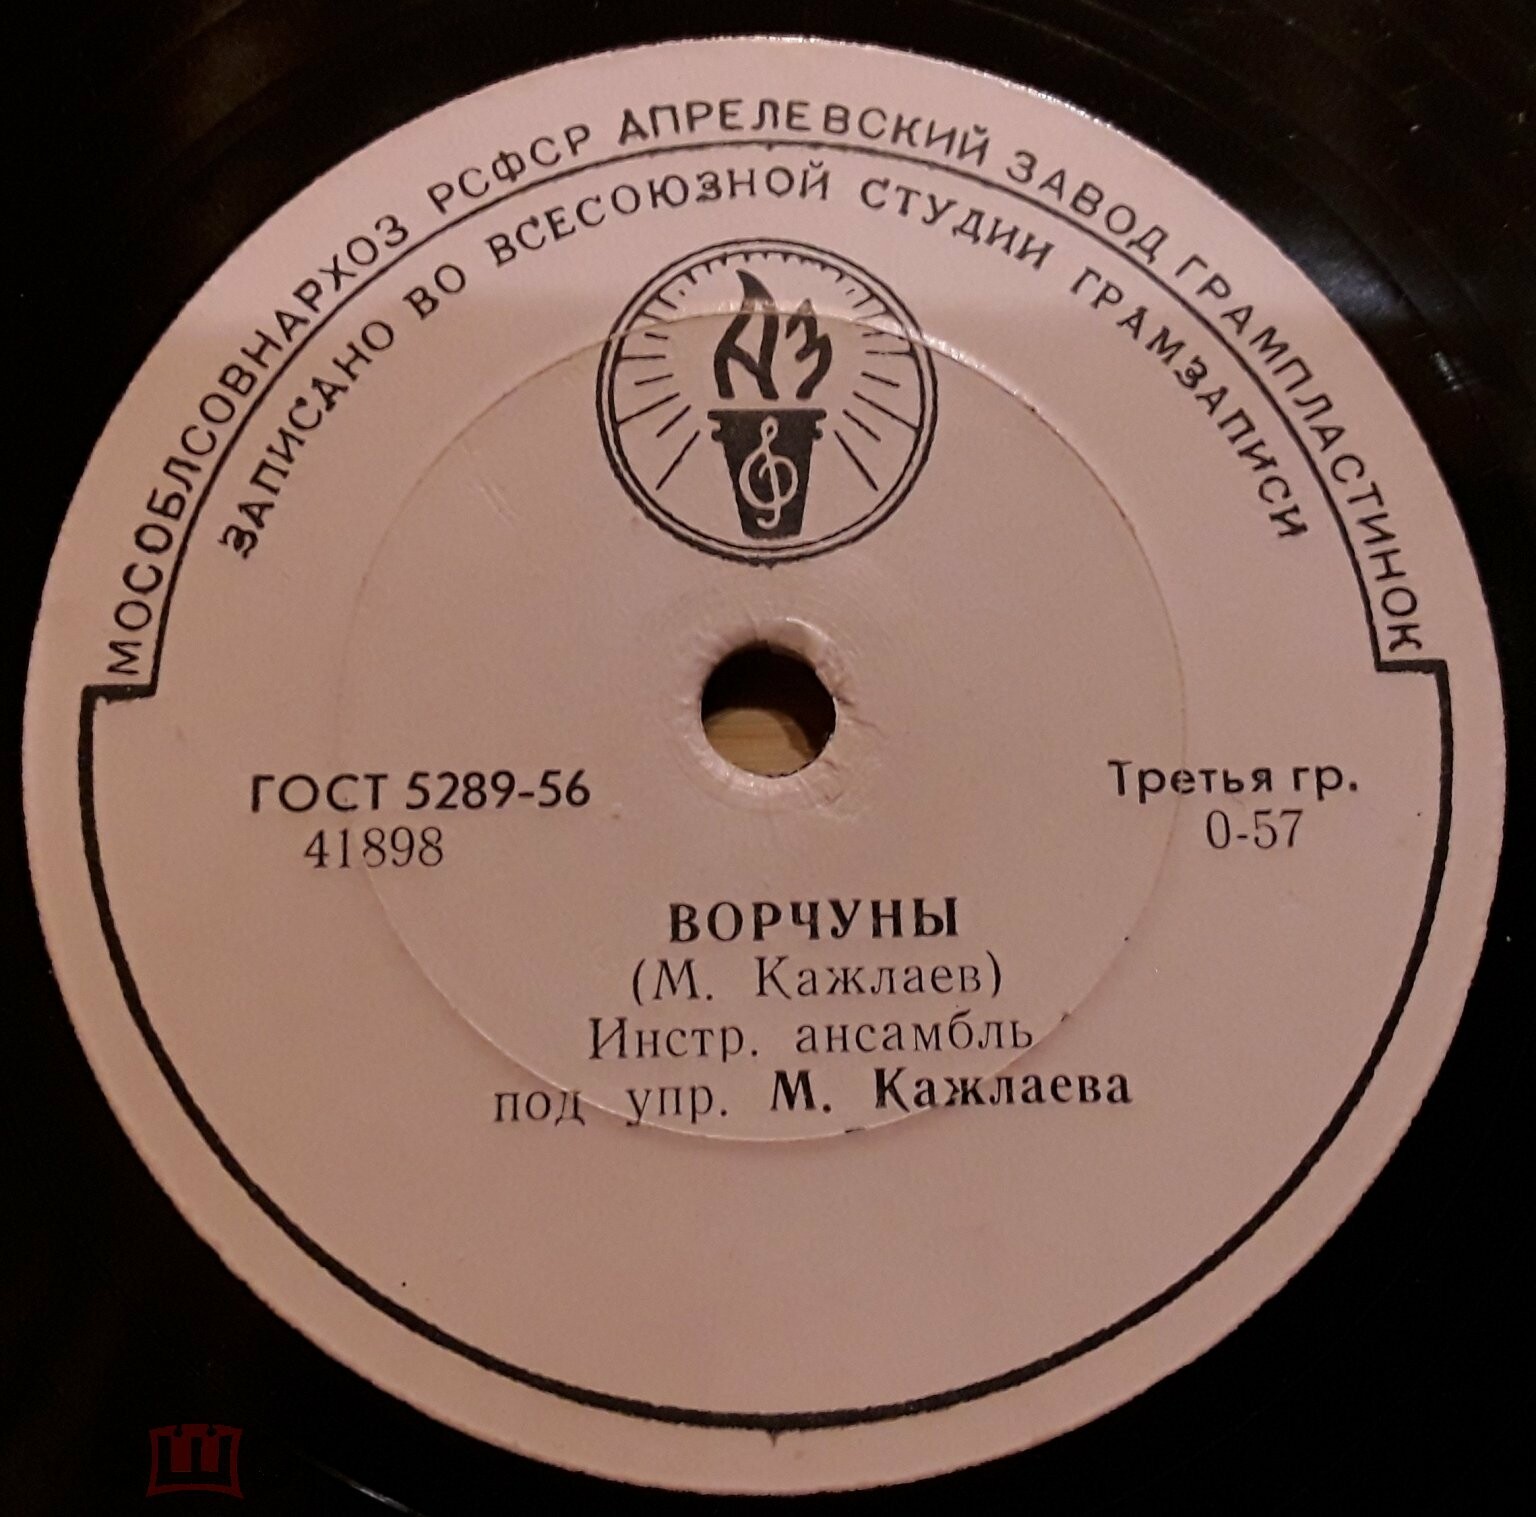 МОСОБЛСОВНАРХОЗ РСФСР АПРЕЛЕВСКИЙ ЗАВОД ГРАМПЛАСТИНОК
ЗАПИСАНО ВО ВСЕСОЮЗНОЙ СТУДИИ ГРАМЗАПИСИ
АЗ
ГОСТ 5289-56
41898
Третья гр.
0-57
ВОРЧУНЫ
(М. Кажлаев)
Инстр. ансамбль
под упр. М. Кажлаева